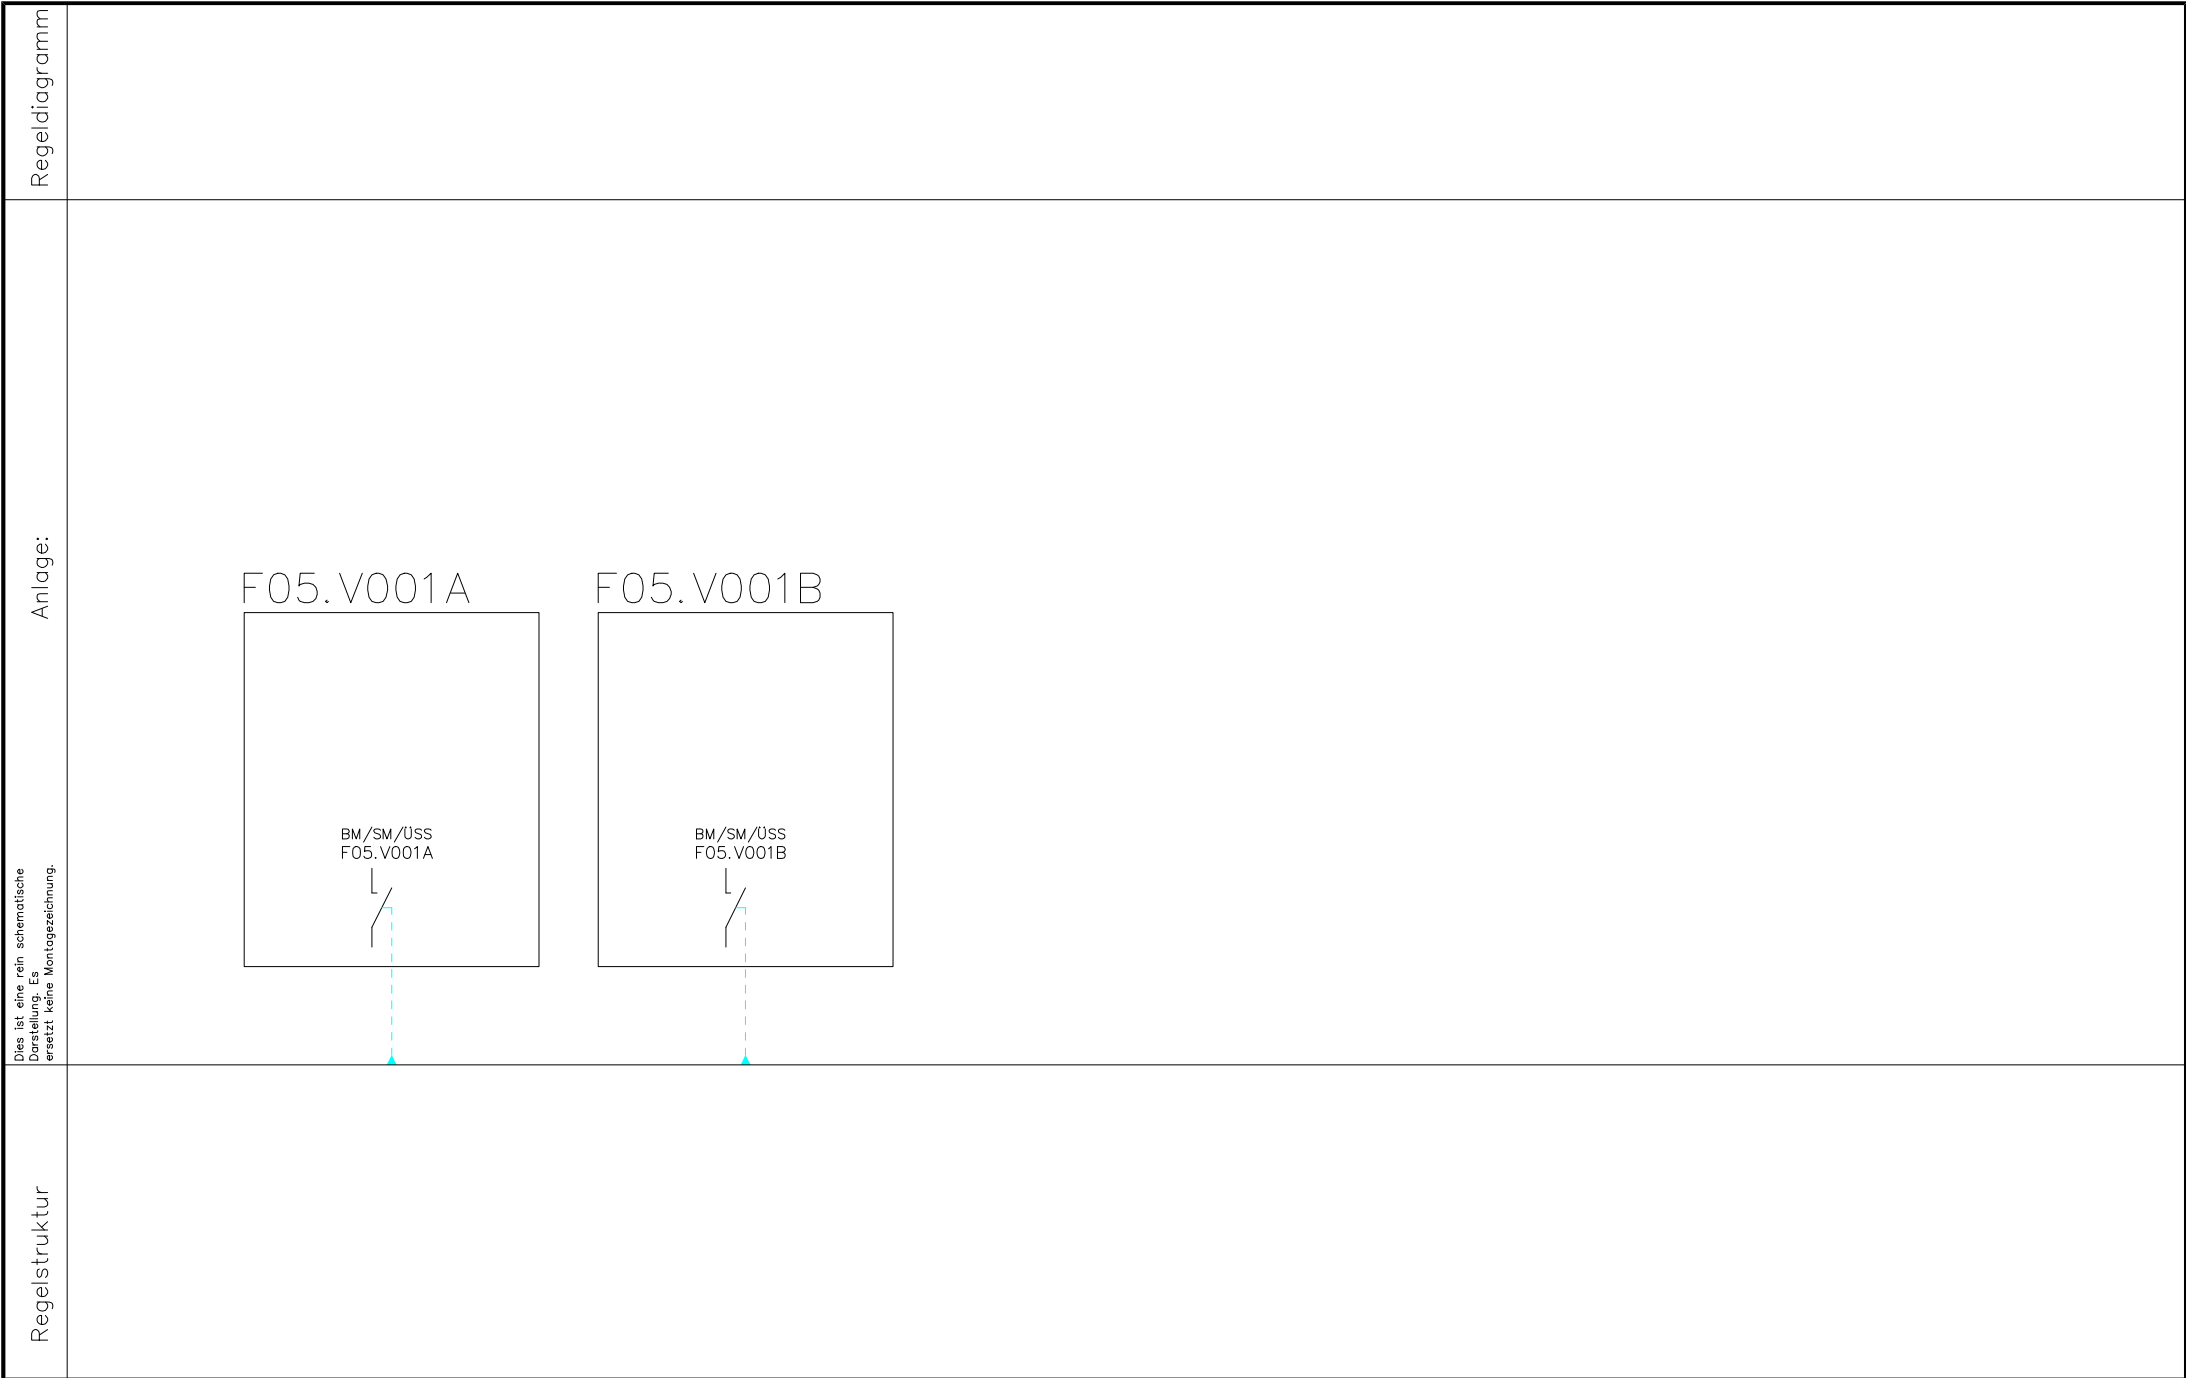 Regeldiagramm
Anlage:
F05.V001A
F05.V001B
BM/SM/ÜSS
F05.V001A
BM/SM/ÜSS
F05.V001B
Dies ist eine rein schematische
Darstellung. Es
ersetzt keine Montagezeichnung.
Regelstruktur